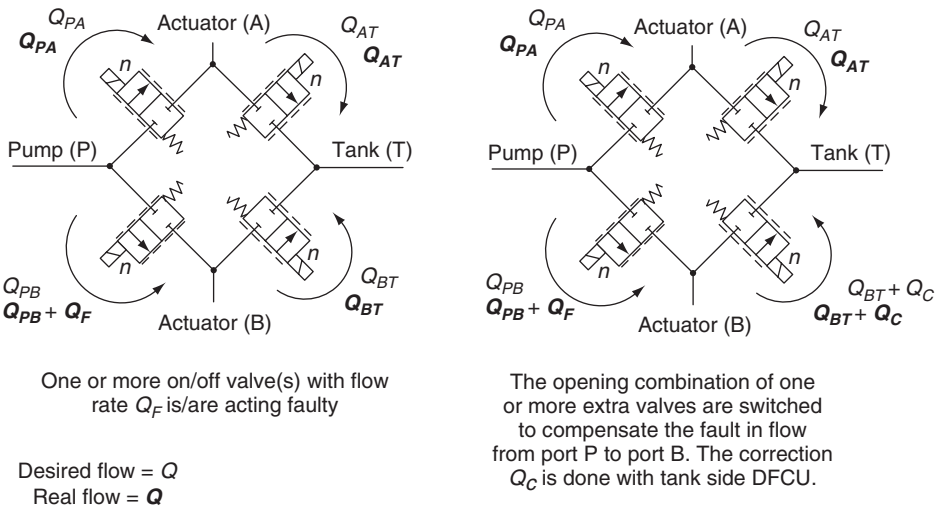 Q_PA
Q_PA
Actuator (A)
Q_AT
Q_AT
n
n
Pump (P)
Tank (T)
n
n
Q_PB
Q_PB + Q_F
Actuator (B)
Q_BT
Q_BT
One or more on/off valve(s) with flow
rate Q_F is/are acting faulty
Desired flow = Q
Real flow = Q
Q_PA
Q_PA
Actuator (A)
Q_AT
Q_AT
n
n
Pump (P)
Tank (T)
n
n
Q_PB
Q_PB + Q_F
Actuator (B)
Q_BT + Q_C
Q_BT + Q_C
The opening combination of one
or more extra valves are switched
to compensate the fault in flow
from port P to port B. The correction
Q_C is done with tank side DFCU.